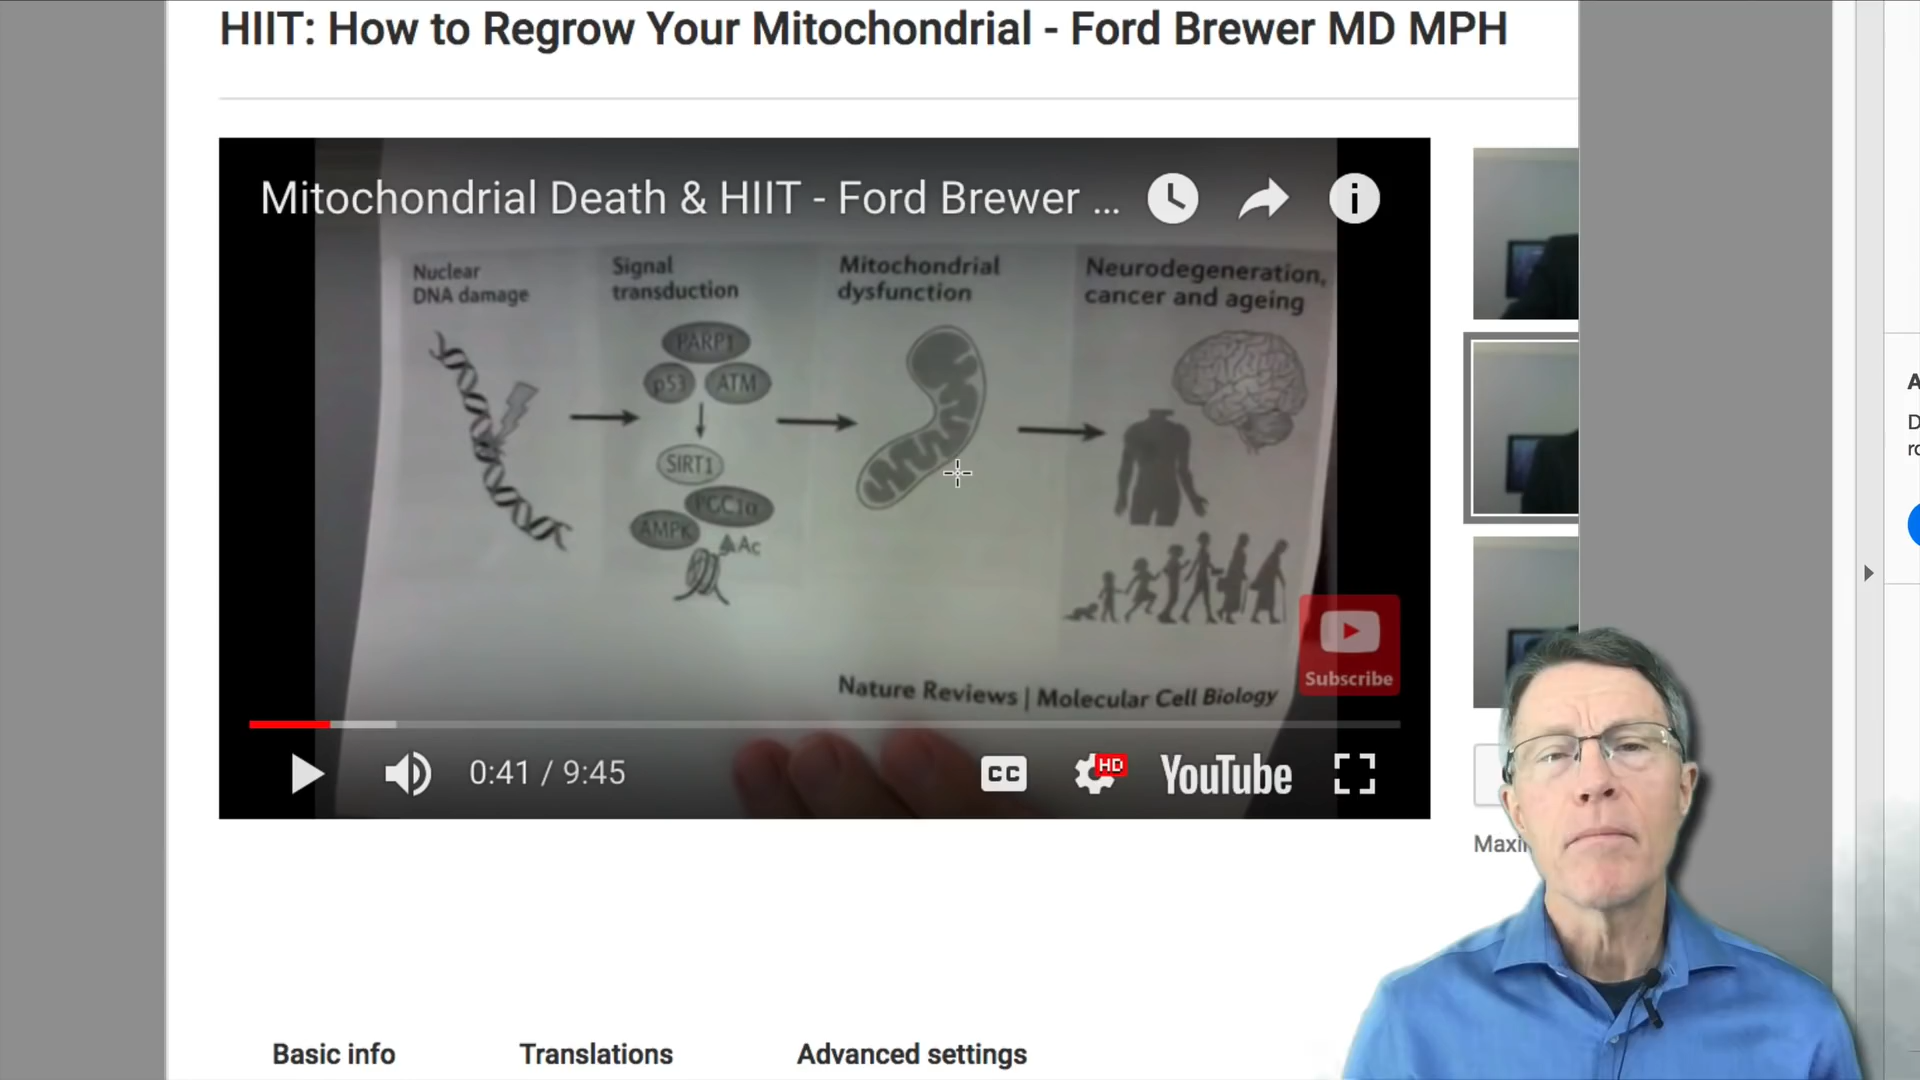 HIIT: How to Regrow Your Mitochondrial - Ford Brewer MD MPH
Mitochondrial Death & HIIT - Ford Brewer ...
Nuclear
DNA damage
Signal
transduction
Mitochondrial
dysfunction
Neurodegeneration,
cancer and ageing
PARP1
p53
ATM
SIRT1
PGC1α
AMPK
Ac
Nature Reviews | Molecular Cell Biology
Subscribe
0:41 / 9:45
CC
HD
YouTube
Basic info
Translations
Advanced settings